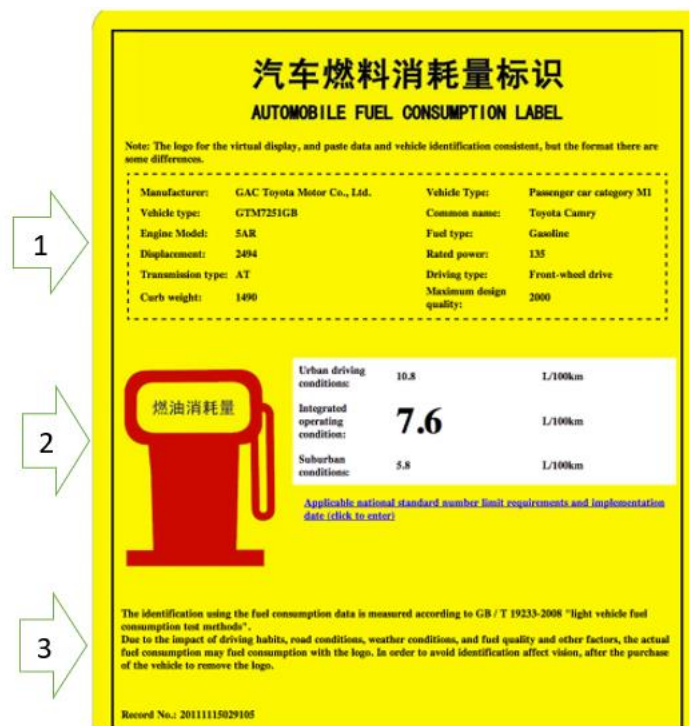 汽车燃料消耗量标识
AUTOMOBILE FUEL CONSUMPTION LABEL
Note: The logo for the virtual display, and paste data and vehicle identification consistent, but the format there are
some differences.
Manufacturer: GAC Toyota Motor Co., Ltd. Vehicle Type: Passenger car category M1
Vehicle type: GTM7251GB Common name: Toyota Camry
Engine Model: 5AR Fuel type: Gasoline
Displacement: 2494 Rated power: 135
Transmission type: AT Driving type: Front-wheel drive
Curb weight: 1490 Maximum design
quality: 2000
1
燃油消耗量
Urban driving
conditions: 10.8 L/100km
Integrated
operating
condition: 7.6 L/100km
Suburban
conditions: 5.8 L/100km
2
Applicable national standard number limit requirements and implementation
date (click to enter)
The identification using the fuel consumption data is measured according to GB / T 19233-2008 "light vehicle fuel
consumption test methods".
Due to the impact of driving habits, road conditions, weather conditions, and fuel quality and other factors, the actual
fuel consumption may fuel consumption with the logo. In order to avoid identification affect vision, after the purchase
of the vehicle to remove the logo.
3
Record No.: 20111115029105